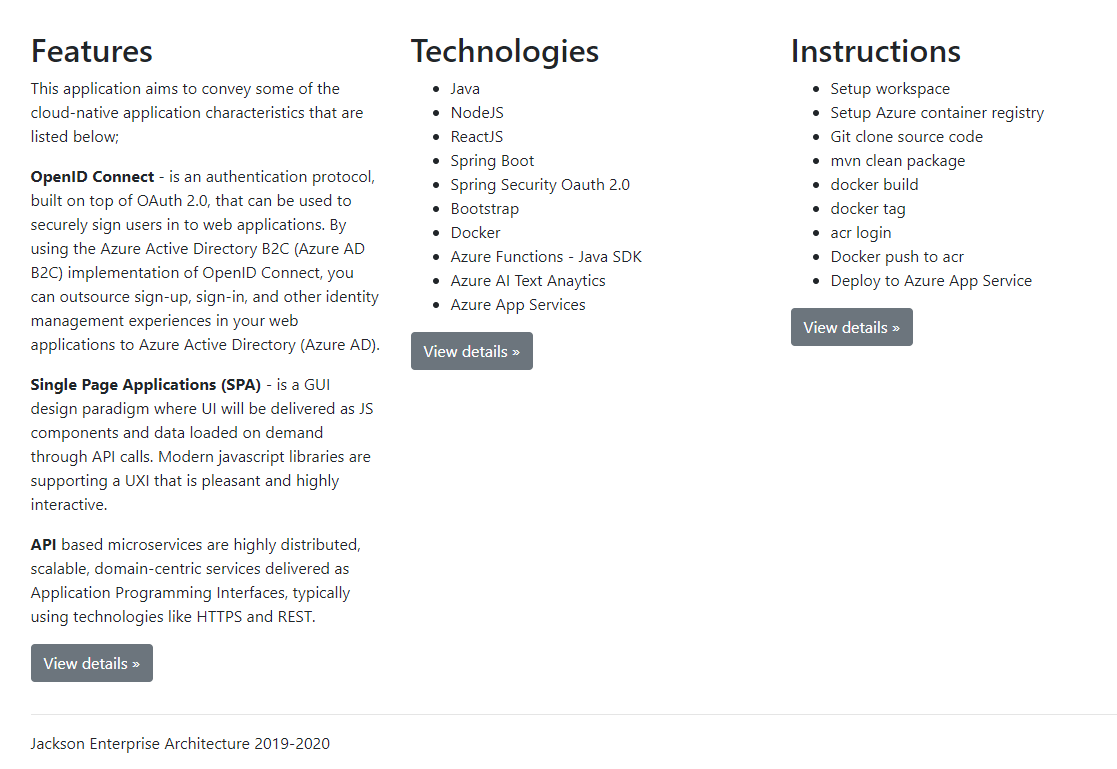 Features
This application aims to convey some of the
cloud-native application characteristics that are
listed below;
OpenID Connect - is an authentication protocol,
built on top of OAuth 2.0, that can be used to
securely sign users in to web applications. By
using the Azure Active Directory B2C (Azure AD
B2C) implementation of OpenID Connect, you
can outsource sign-up, sign-in, and other identity
management experiences in your web
applications to Azure Active Directory (Azure AD).
Single Page Applications (SPA) - is a GUI
design paradigm where UI will be delivered as JS
components and data loaded on demand
through API calls. Modern javascript libraries are
supporting a UXI that is pleasant and highly
interactive.
API based microservices are highly distributed,
scalable, domain-centric services delivered as
Application Programming Interfaces, typically
using technologies like HTTPS and REST.
View details »
Technologies
Java
NodeJS
ReactJS
Spring Boot
Spring Security Oauth 2.0
Bootstrap
Docker
Azure Functions - Java SDK
Azure AI Text Anaytics
Azure App Services
View details »
Instructions
Setup workspace
Setup Azure container registry
Git clone source code
mvn clean package
docker build
docker tag
acr login
Docker push to acr
Deploy to Azure App Service
View details »
Jackson Enterprise Architecture 2019-2020